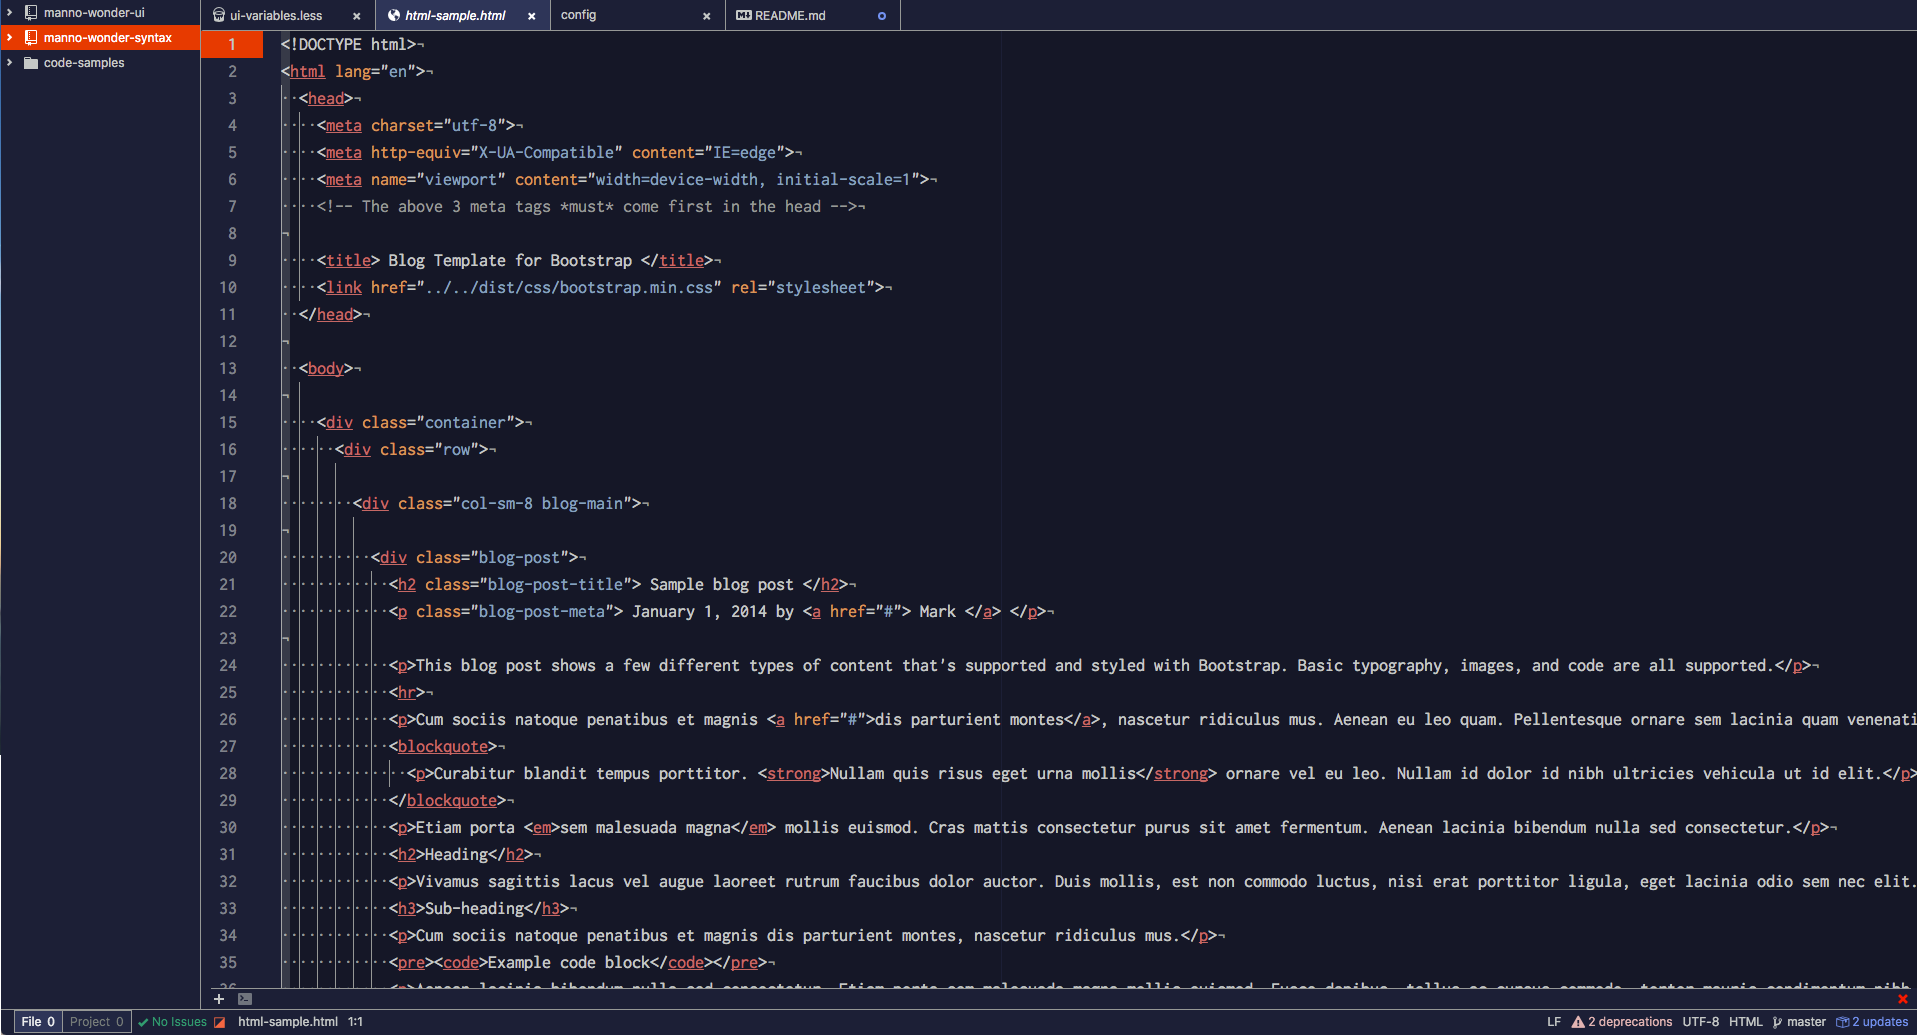 manno-wonder-ui
manno-wonder-syntax
code-samples
ui-variables.less ×
html-sample.html ×
config ×
README.md
1 <!DOCTYPE html>¬
2 <html lang="en">¬
3 ··<head>¬
4 ····<meta charset="utf-8">¬
5 ····<meta http-equiv="X-UA-Compatible" content="IE=edge">¬
6 ····<meta name="viewport" content="width=device-width, initial-scale=1">¬
7 ····<!-- The above 3 meta tags *must* come first in the head -->¬
8 ¬
9 ····<title> Blog Template for Bootstrap </title>¬
10 ····<link href="../../dist/css/bootstrap.min.css" rel="stylesheet">¬
11 ··</head>¬
12 ¬
13 ··<body>¬
14 ¬
15 ····<div class="container">¬
16 ······<div class="row">¬
17 ¬
18 ········<div class="col-sm-8 blog-main">¬
19 ¬
20 ··········<div class="blog-post">¬
21 ············<h2 class="blog-post-title"> Sample blog post </h2>¬
22 ············<p class="blog-post-meta"> January 1, 2014 by <a href="#"> Mark </a> </p>¬
23 ¬
24 ············<p>This blog post shows a few different types of content that's supported and styled with Bootstrap. Basic typography, images, and code are all supported.</p>¬
25 ············<hr>¬
26 ············<p>Cum sociis natoque penatibus et magnis <a href="#">dis parturient montes</a>, nascetur ridiculus mus. Aenean eu leo quam. Pellentesque ornare sem lacinia quam venenati
27 ············<blockquote>¬
28 ··············<p>Curabitur blandit tempus porttitor. <strong>Nullam quis risus eget urna mollis</strong> ornare vel eu leo. Nullam id dolor id nibh ultricies vehicula ut id elit.</p>
29 ············</blockquote>¬
30 ············<p>Etiam porta <em>sem malesuada magna</em> mollis euismod. Cras mattis consectetur purus sit amet fermentum. Aenean lacinia bibendum nulla sed consectetur.</p>¬
31 ············<h2>Heading</h2>¬
32 ············<p>Vivamus sagittis lacus vel augue laoreet rutrum faucibus dolor auctor. Duis mollis, est non commodo luctus, nisi erat porttitor ligula, eget lacinia odio sem nec elit.
33 ············<h3>Sub-heading</h3>¬
34 ············<p>Cum sociis natoque penatibus et magnis dis parturient montes, nascetur ridiculus mus.</p>¬
35 ············<pre><code>Example code block</code></pre>¬
+
File 0 Project 0 No Issues html-sample.html 1:1 LF 2 deprecations UTF-8 HTML master 2 updates